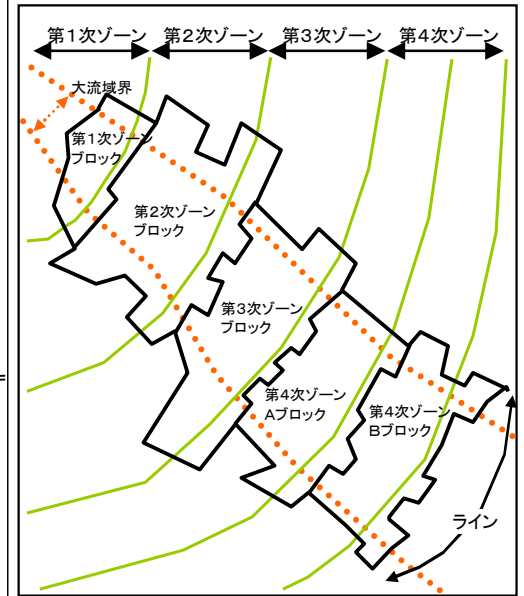 第1次ゾーン 第2次ゾーン 第3次ゾーン 第4次ゾーン
大流域界
第1次ゾーン
ブロック
第2次ゾーン
ブロック
第3次ゾーン
ブロック
第4次ゾーン
Aブロック
第4次ゾーン
Bブロック
ライン